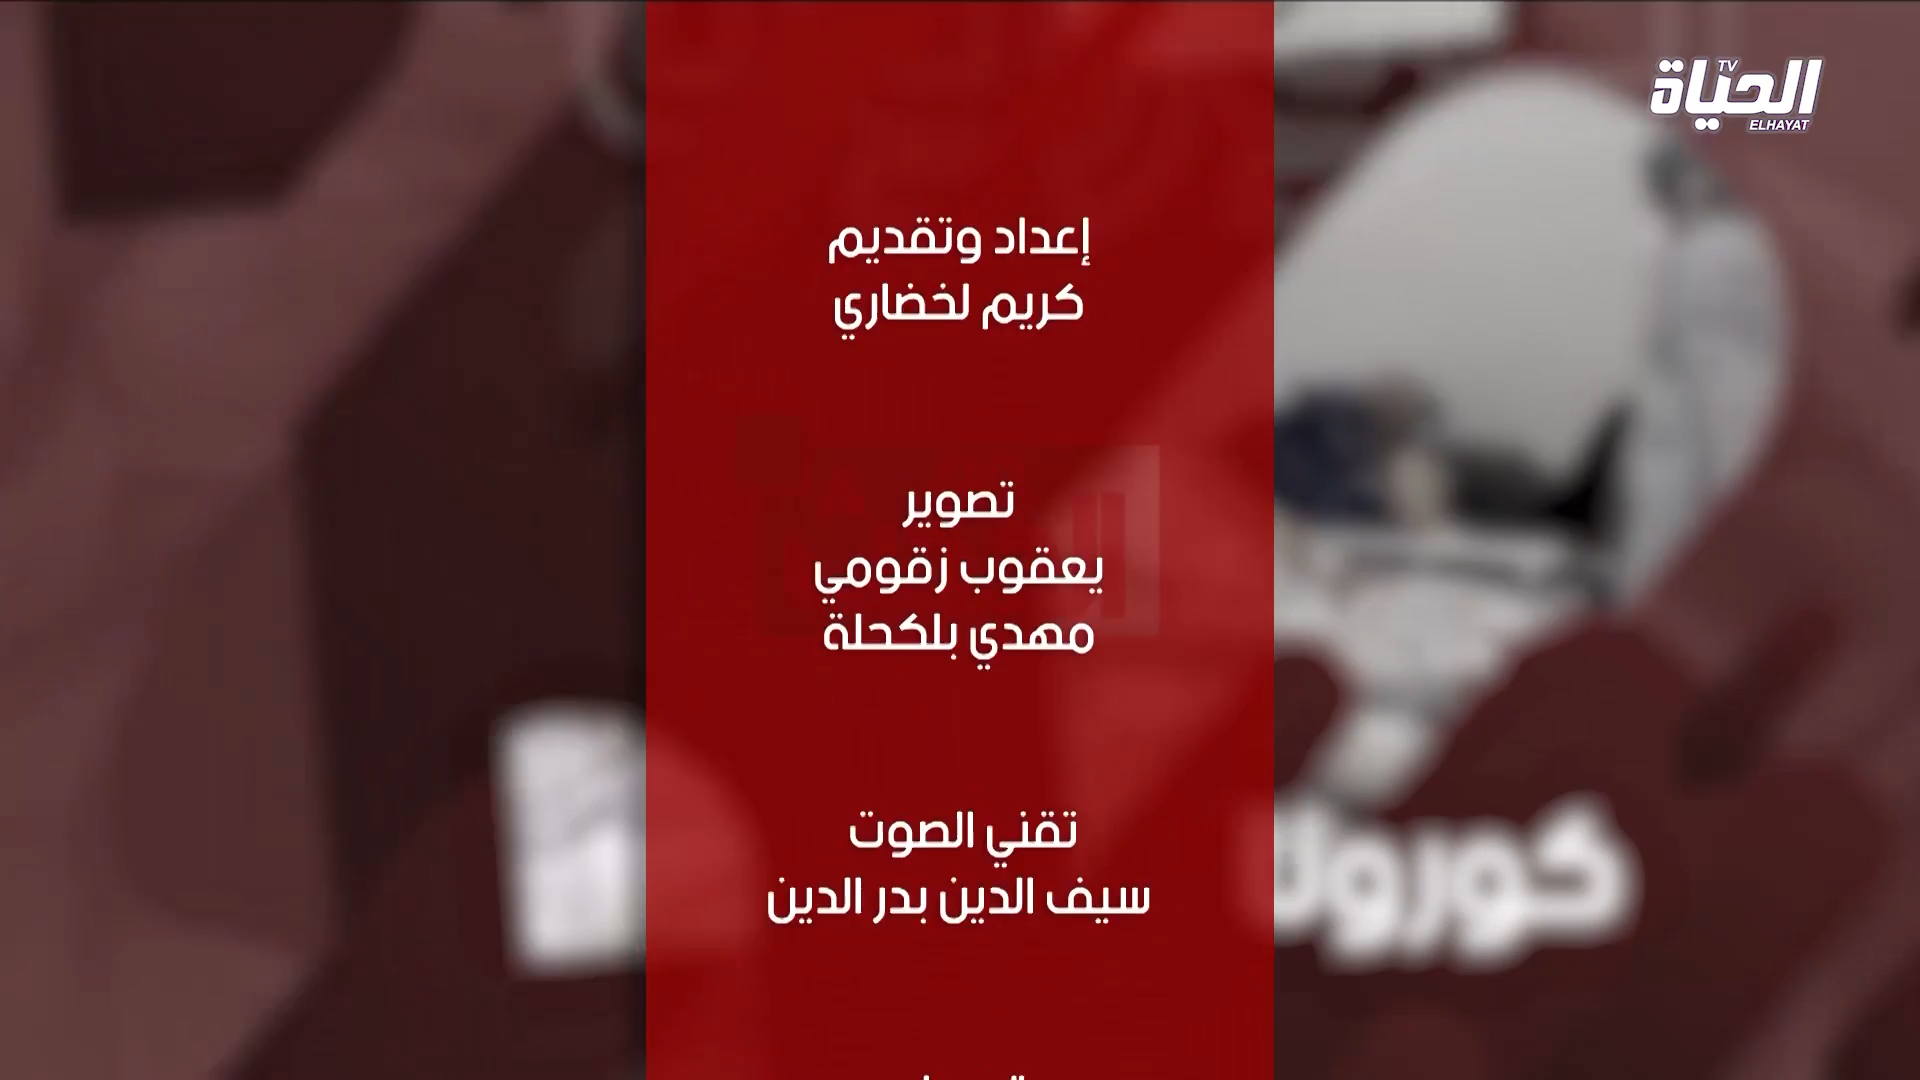 الحياة
TV
ELHAYAT
إعداد وتقديم
كريم لخضاري
تصوير
يعقوب زقومي
مهدي بلكحلة
تقني الصوت
سيف الدين بدر الدين